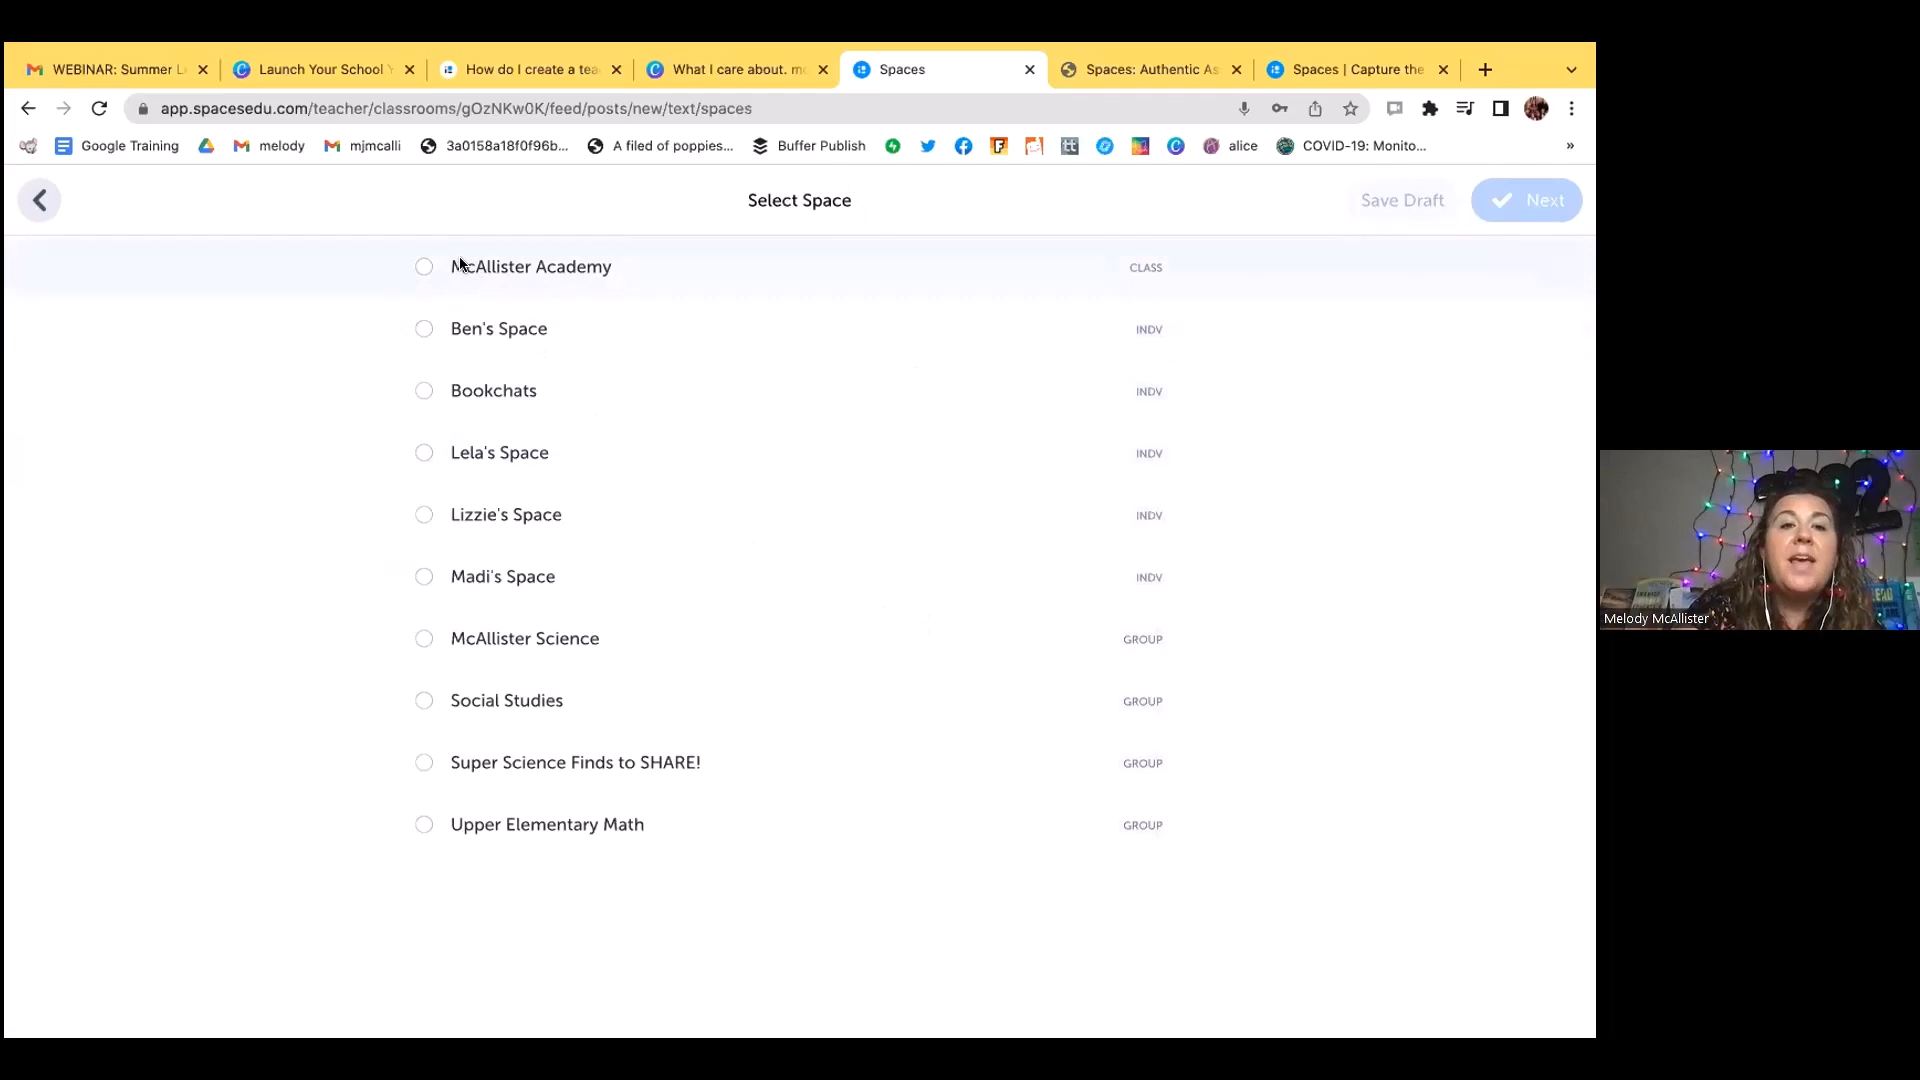 WEBINAR: Summer L
Launch Your School
How do I create a tea
What I care about. m
Spaces
Spaces: Authentic As
Spaces | Capture the
app.spacesedu.com/teacher/classrooms/gOzNKw0K/feed/posts/new/text/spaces
Google Training
melody
mjmcalli
3a0158a18f0f96b...
A filed of poppies...
Buffer Publish
alice
COVID-19: Monito...
»
Select Space
Save Draft
Next
McAllister Academy CLASS
Ben's Space INDV
Bookchats INDV
Lela's Space INDV
Lizzie's Space INDV
Madi's Space INDV
McAllister Science GROUP
Social Studies GROUP
Super Science Finds to SHARE! GROUP
Upper Elementary Math GROUP
Melody McAllister